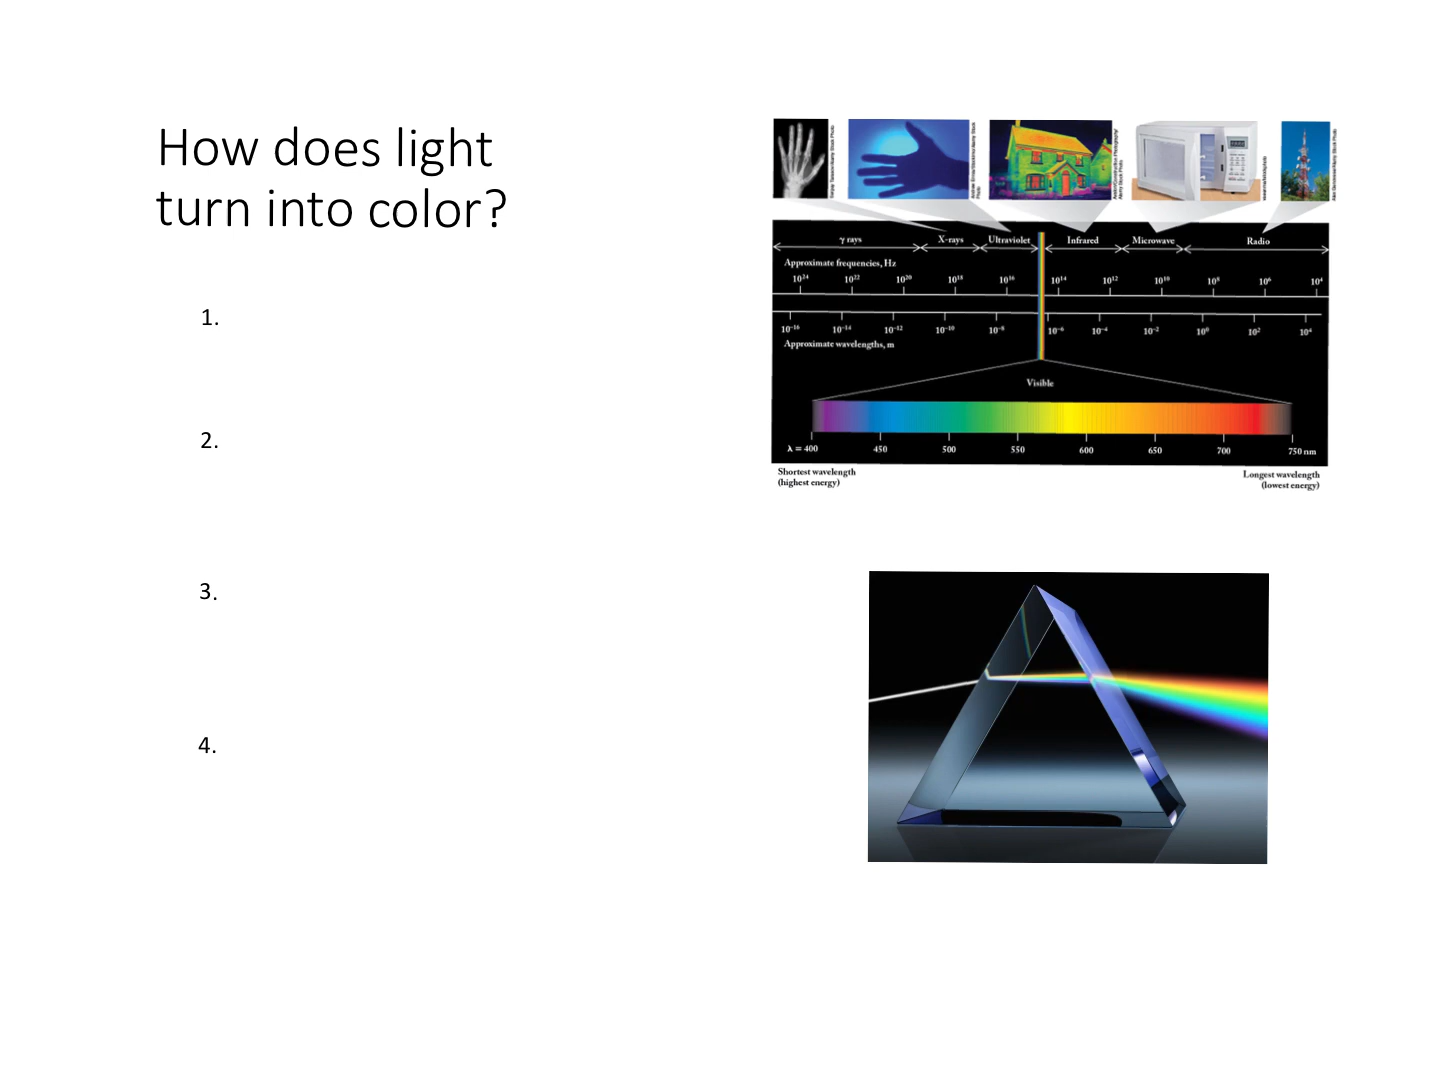 How does light
turn into color?
1.
2.
3.
4.
γ rays
X-rays
Ultraviolet
Infrared
Microwave
Radio
Approximate frequencies, Hz
10²⁴ 10²² 10²⁰ 10¹⁸ 10¹⁶ 10¹⁴ 10¹² 10¹⁰ 10⁸ 10⁶ 10⁴
10⁻¹⁶ 10⁻¹⁴ 10⁻¹² 10⁻¹⁰ 10⁻⁸ 10⁻⁶ 10⁻⁴ 10⁻² 10⁰ 10² 10⁴
Approximate wavelengths, m
Visible
λ = 400 450 500 550 600 650 700 750 nm
Shortest wavelength
(highest energy)
Longest wavelength
(lowest energy)